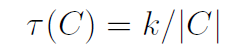 τ(C) = k/|C|